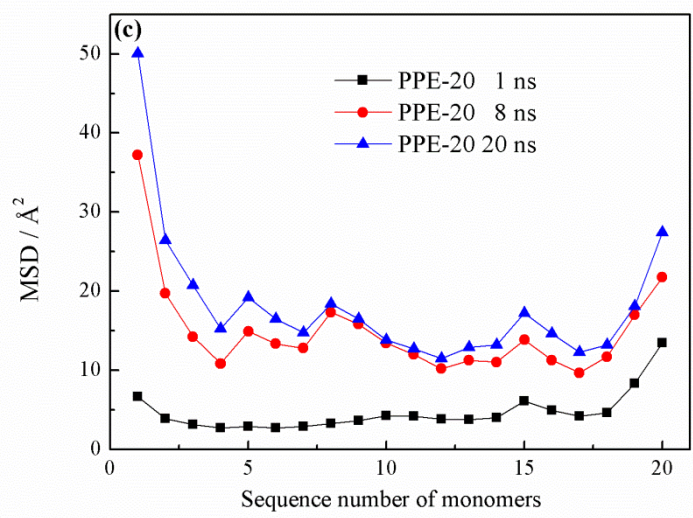 (c)
50
40
30
20
10
0
MSD / Å²
PPE-20 1 ns
PPE-20 8 ns
PPE-20 20 ns
0 5 10 15 20
Sequence number of monomers